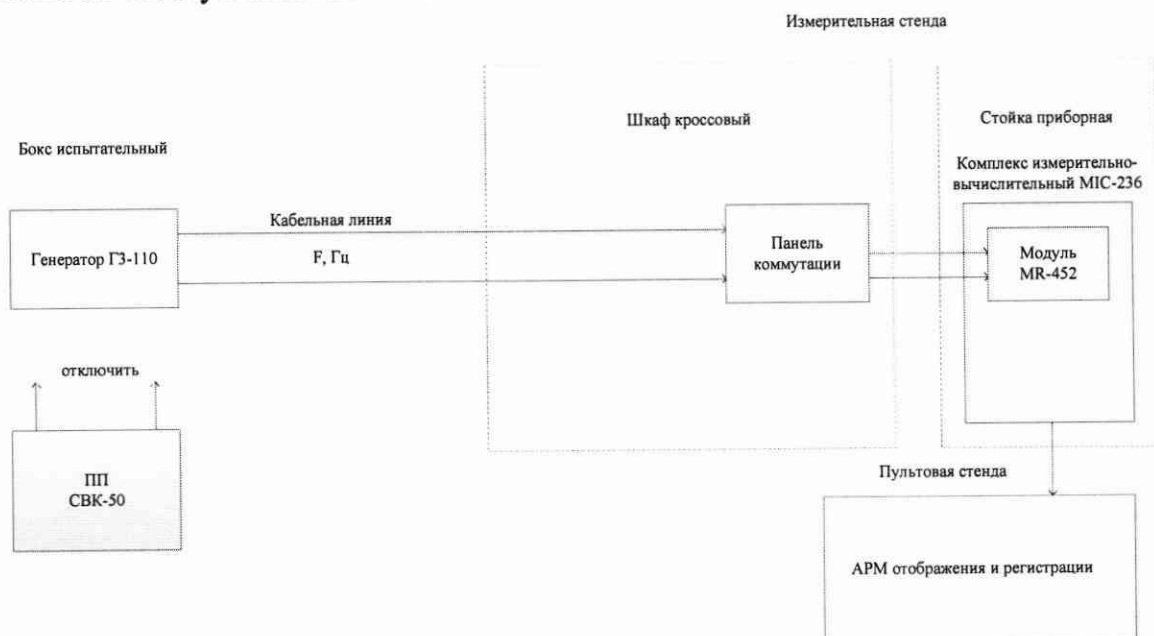 Измерительная стенда
Шкаф кроссовый
Стойка приборная
Бокс испытательный
Комплекс измерительно-
вычислительный MIC-236
Генератор ГЗ-110
Кабельная линия
F, Гц
Панель
коммутации
Модуль
MR-452
отключить
ПП
СВК-50
Пультовая стенда
АРМ отображения и регистрации